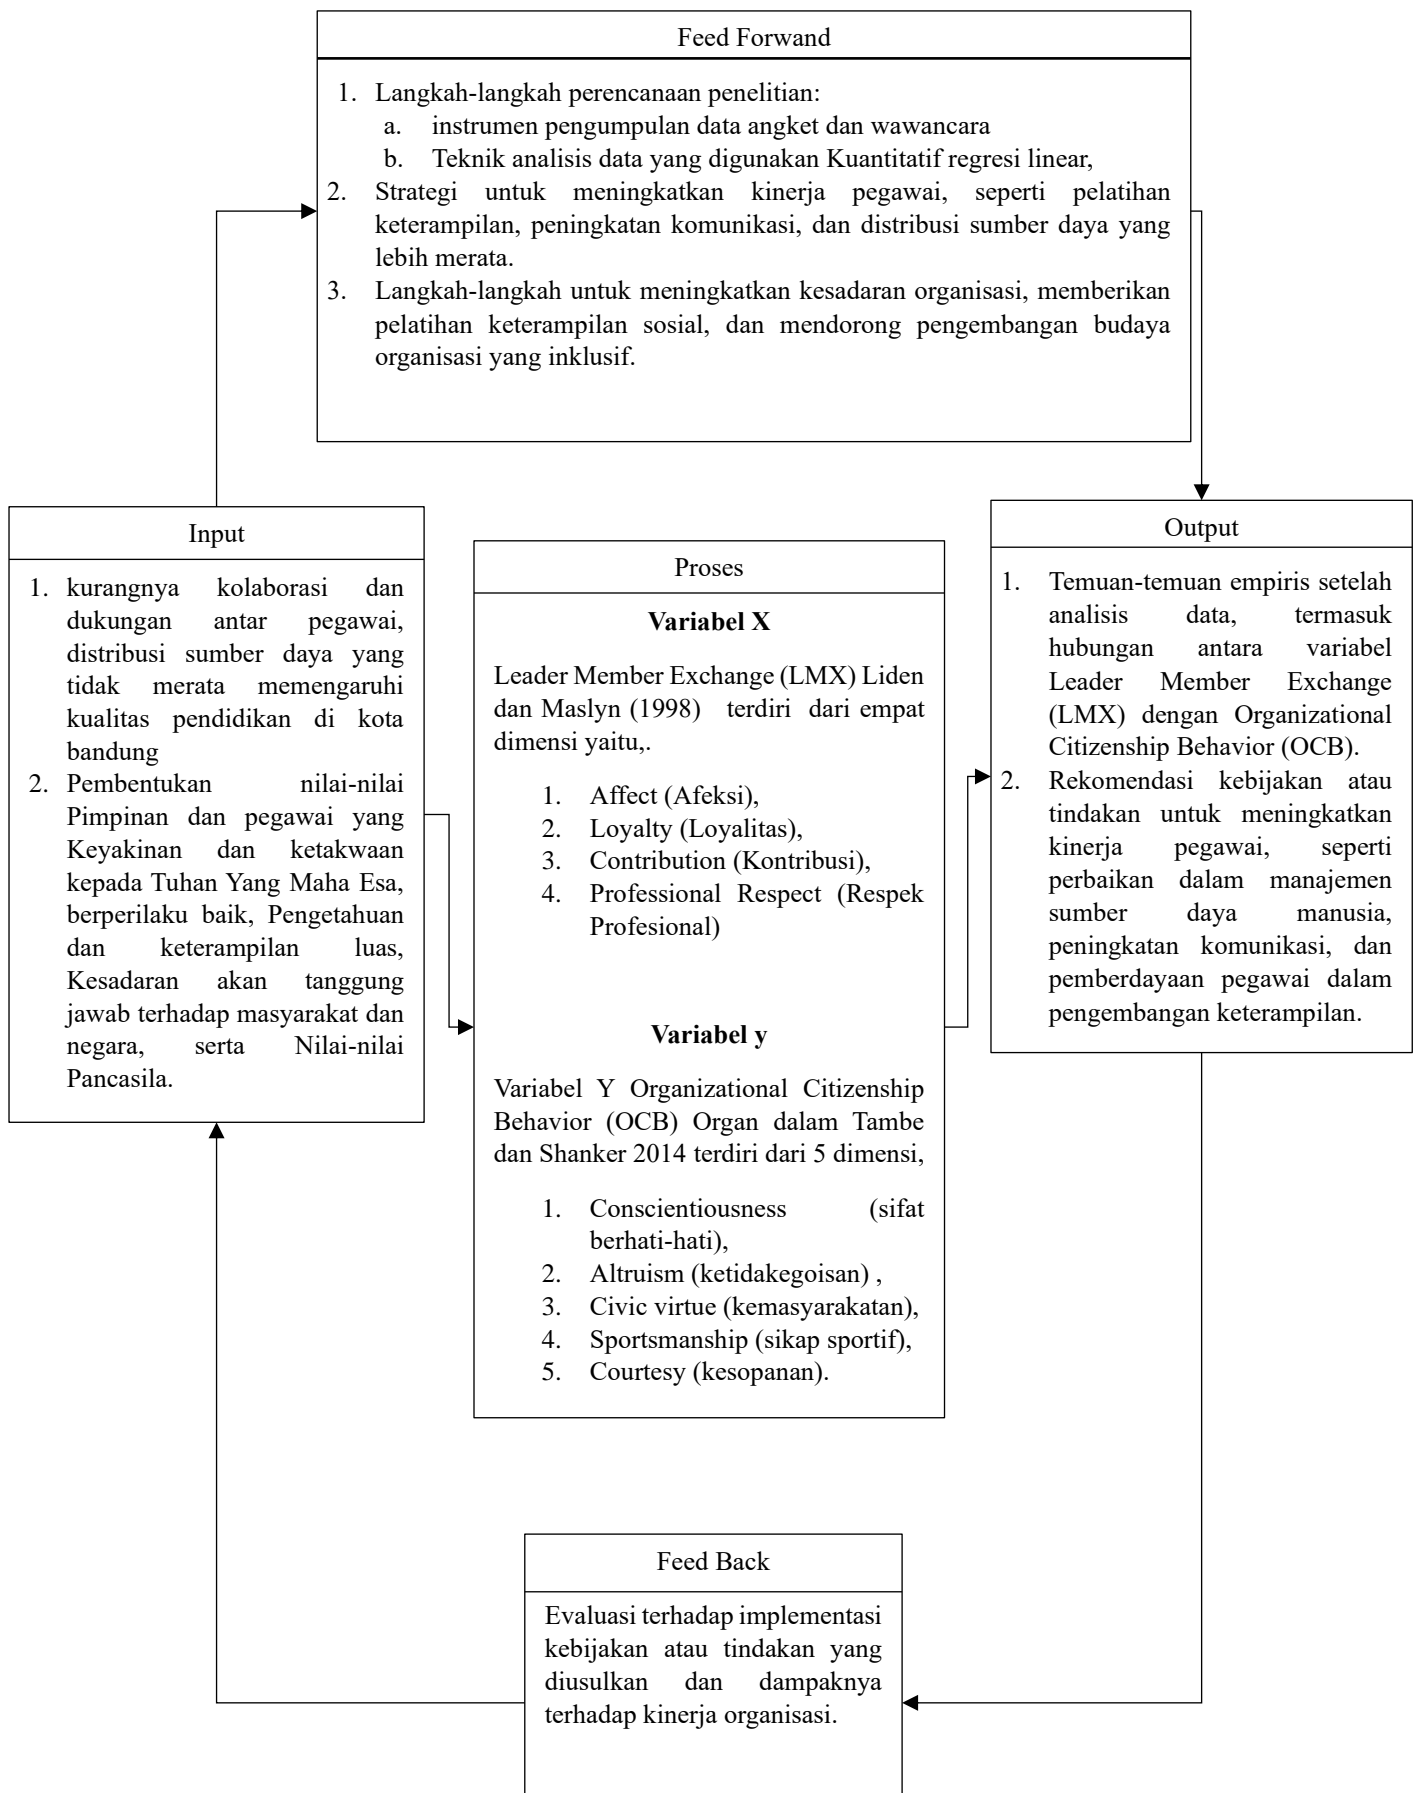 Feed Forwand
1. Langkah-langkah perencanaan penelitian:
a. instrumen pengumpulan data angket dan wawancara
b. Teknik analisis data yang digunakan Kuantitatif regresi linear,
2. Strategi untuk meningkatkan kinerja pegawai, seperti pelatihan
keterampilan, peningkatan komunikasi, dan distribusi sumber daya yang
lebih merata.
3. Langkah-langkah untuk meningkatkan kesadaran organisasi, memberikan
pelatihan keterampilan sosial, dan mendorong pengembangan budaya
organisasi yang inklusif.
Input
1. kurangnya kolaborasi dan
dukungan antar pegawai,
distribusi sumber daya yang
tidak merata memengaruhi
kualitas pendidikan di kota
bandung
2. Pembentukan nilai-nilai
Pimpinan dan pegawai yang
Keyakinan dan ketakwaan
kepada Tuhan Yang Maha Esa,
berperilaku baik, Pengetahuan
dan keterampilan luas,
Kesadaran akan tanggung
jawab terhadap masyarakat dan
negara, serta Nilai-nilai
Pancasila.
Proses
Variabel X
Leader Member Exchange (LMX) Liden
dan Maslyn (1998) terdiri dari empat
dimensi yaitu,.
1. Affect (Afeksi),
2. Loyalty (Loyalitas),
3. Contribution (Kontribusi),
4. Professional Respect (Respek
Profesional)
Variabel y
Variabel Y Organizational Citizenship
Behavior (OCB) Organ dalam Tambe
dan Shanker 2014 terdiri dari 5 dimensi,
1. Conscientiousness (sifat
berhati-hati),
2. Altruism (ketidakegoisan) ,
3. Civic virtue (kemasyarakatan),
4. Sportsmanship (sikap sportif),
5. Courtesy (kesopanan).
Output
1. Temuan-temuan empiris setelah
analisis data, termasuk
hubungan antara variabel
Leader Member Exchange
(LMX) dengan Organizational
Citizenship Behavior (OCB).
2. Rekomendasi kebijakan atau
tindakan untuk meningkatkan
kinerja pegawai, seperti
perbaikan dalam manajemen
sumber daya manusia,
peningkatan komunikasi, dan
pemberdayaan pegawai dalam
pengembangan keterampilan.
Feed Back
Evaluasi terhadap implementasi
kebijakan atau tindakan yang
diusulkan dan dampaknya
terhadap kinerja organisasi.